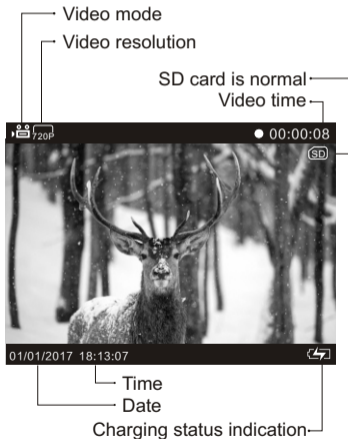 Video mode
Video resolution
SD card is normal
Video time
720P 00:00:08
SD
01/01/2017 18:13:07
Time
Date
Charging status indication